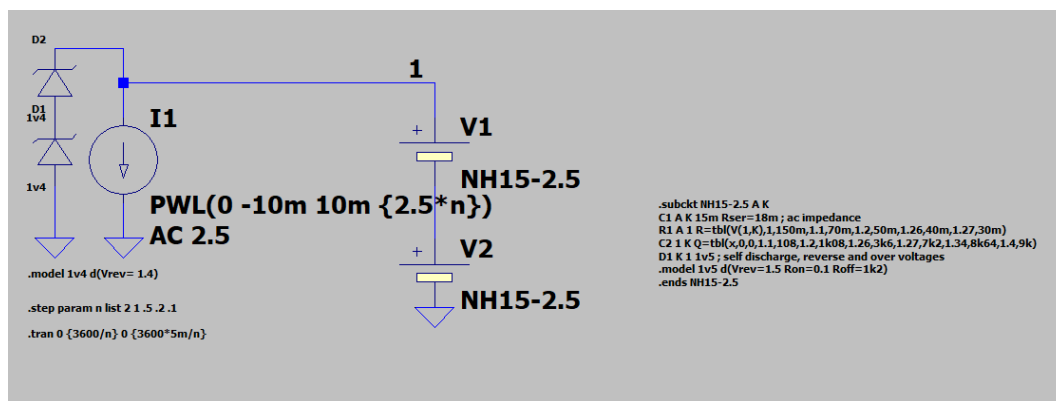 D2
1
D1
1v4
I1
V1
1v4
NH15-2.5
PWL(0 -10m 10m {2.5*n})
AC 2.5
V2
NH15-2.5
.model 1v4 d(Vrev= 1.4)
.step param n list 2 1 .5 .2 .1
.tran 0 {3600/n} 0 {3600*5m/n}
.subckt NH15-2.5 A K
C1 A K 15m Rser=18m ; ac impedance
R1 A 1 R=tbl(V(1,K),1,150m,1.1,70m,1.2,50m,1.26,40m,1.27,30m)
C2 1 K Q=tbl(x,0,0,1.1,108,1.2,1k08,1.26,3k6,1.27,7k2,1.34,8k64,1.4,9k)
D1 K 1 1v5 ; self discharge, reverse and over voltages
.model 1v5 d(Vrev=1.5 Ron=0.1 Roff=1k2)
.ends NH15-2.5